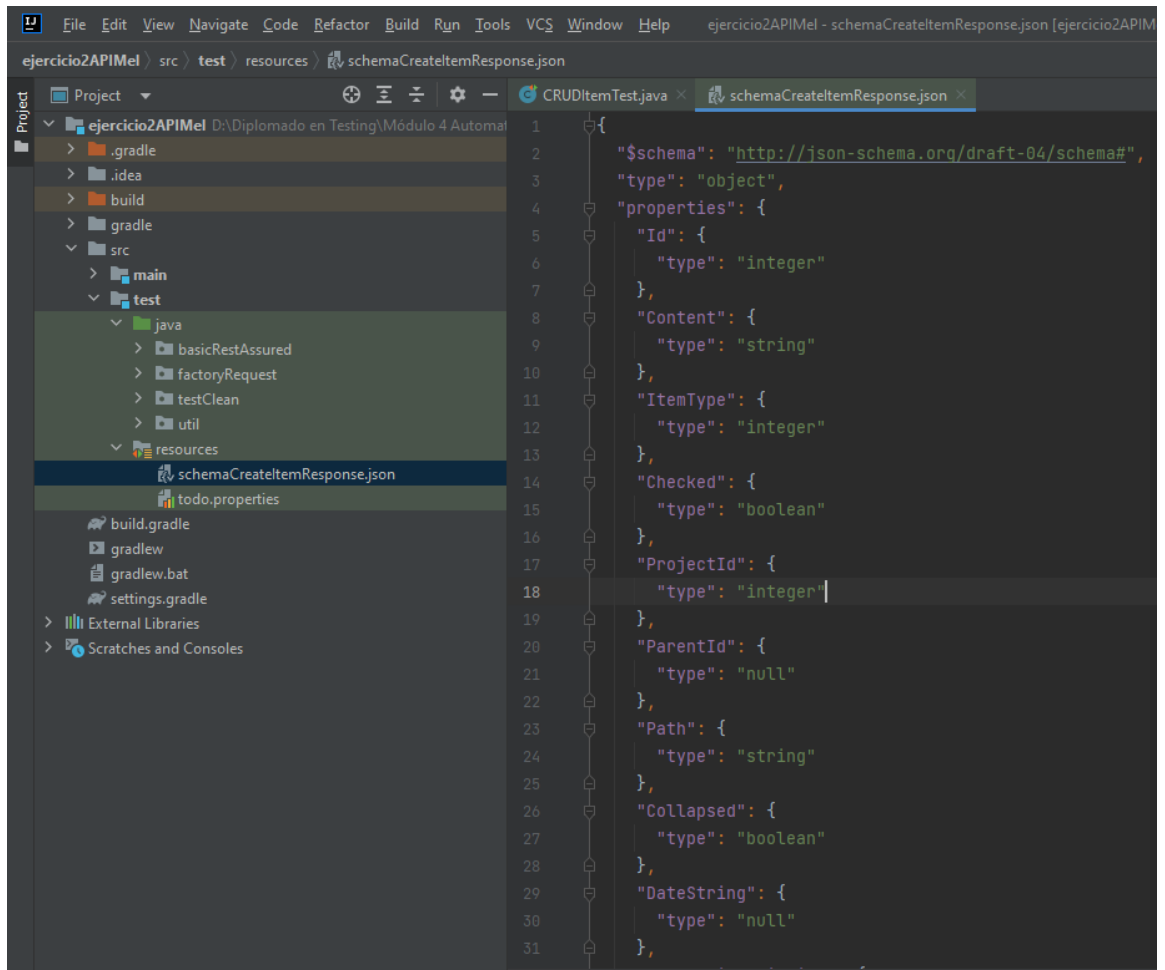 File Edit View Navigate Code Refactor Build Run Tools VCS Window Help ejercicio2APIMel - schemaCreateItemResponse.json [ejercicio2APIM
ejercicio2APIMel src test resources schemaCreateItemResponse.json
Project
Project
ejercicio2APIMel D:\Diplomado en Testing\Módulo 4 Automat
.gradle
.idea
build
gradle
src
main
test
java
basicRestAssured
factoryRequest
testClean
util
resources
schemaCreateItemResponse.json
todo.properties
build.gradle
gradlew
gradlew.bat
settings.gradle
External Libraries
Scratches and Consoles
CRUDItemTest.java schemaCreateItemResponse.json
1 {
2 "$schema": "http://json-schema.org/draft-04/schema#",
3 "type": "object",
4 "properties": {
5 "Id": {
6 "type": "integer"
7 },
8 "Content": {
9 "type": "string"
10 },
11 "ItemType": {
12 "type": "integer"
13 },
14 "Checked": {
15 "type": "boolean"
16 },
17 "ProjectId": {
18 "type": "integer"
19 },
20 "ParentId": {
21 "type": "null"
22 },
23 "Path": {
24 "type": "string"
25 },
26 "Collapsed": {
27 "type": "boolean"
28 },
29 "DateString": {
30 "type": "null"
31 },